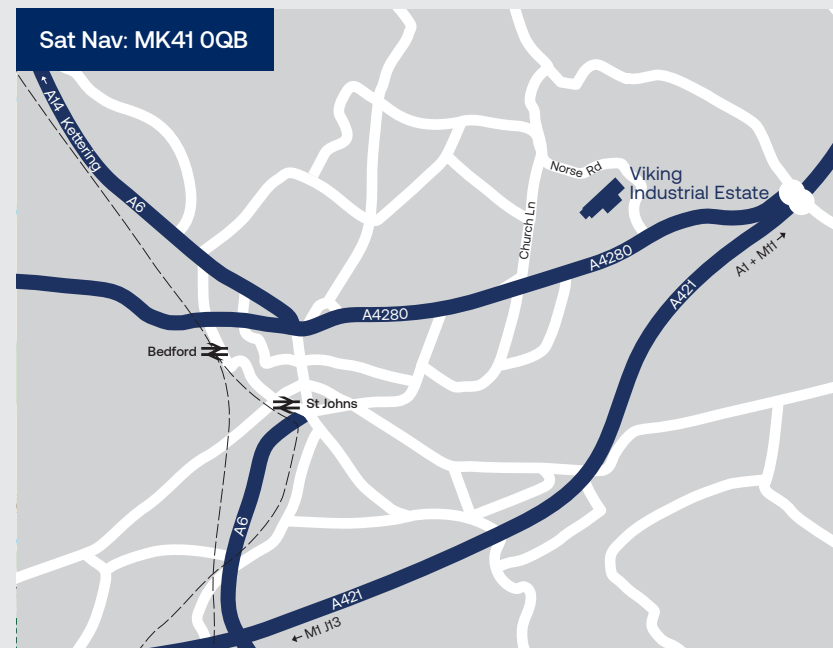 Sat Nav: MK41 0QB
← A14 Kettering
A6
Norse Rd
Viking
Industrial Estate
Church Ln
A4280
A1 + M11 →
A421
A4280
Bedford
St Johns
A6
A421
← M1 J13